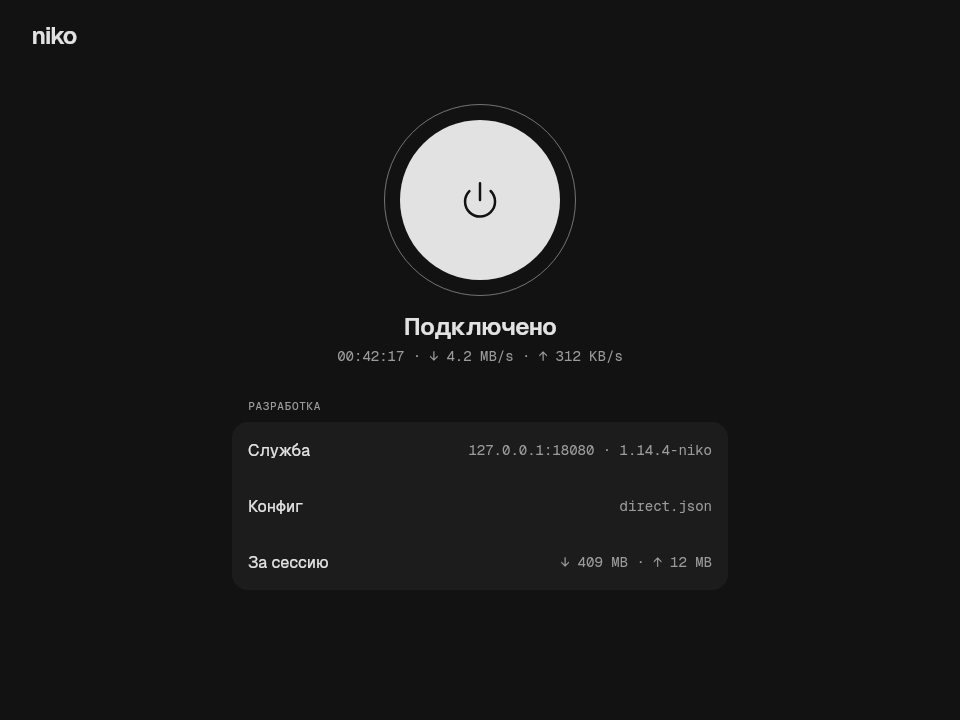 niko
Подключено
00:42:17 · ↓ 4.2 MB/s · ↑ 312 KB/s
РАЗРАБОТКА
Служба 127.0.0.1:18080 · 1.14.4-niko
Конфиг direct.json
За сессию ↓ 409 MB · ↑ 12 MB